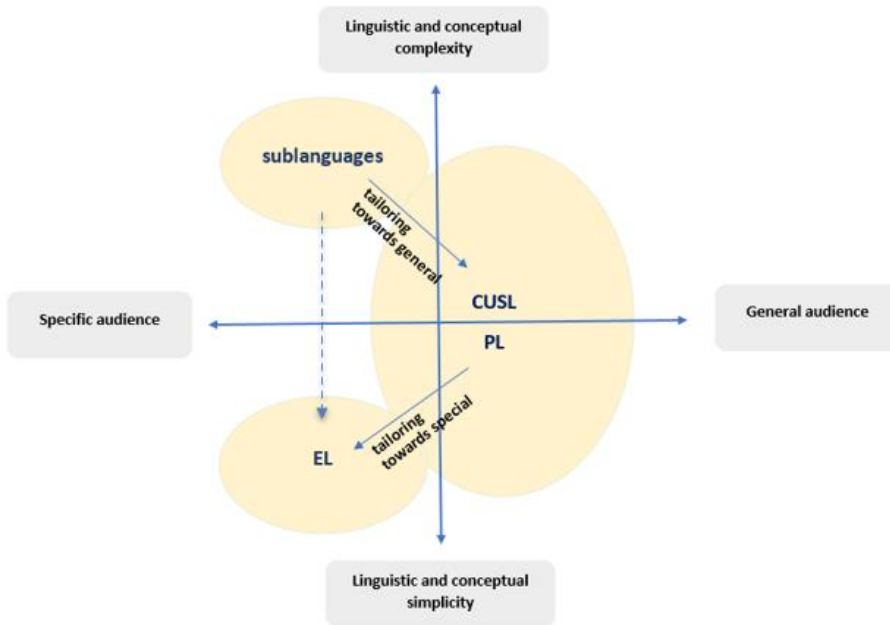 Linguistic and conceptual
complexity
sublanguages
tailoring
towards general
CUSL
Specific audience
General audience
PL
tailoring
towards special
EL
Linguistic and conceptual
simplicity